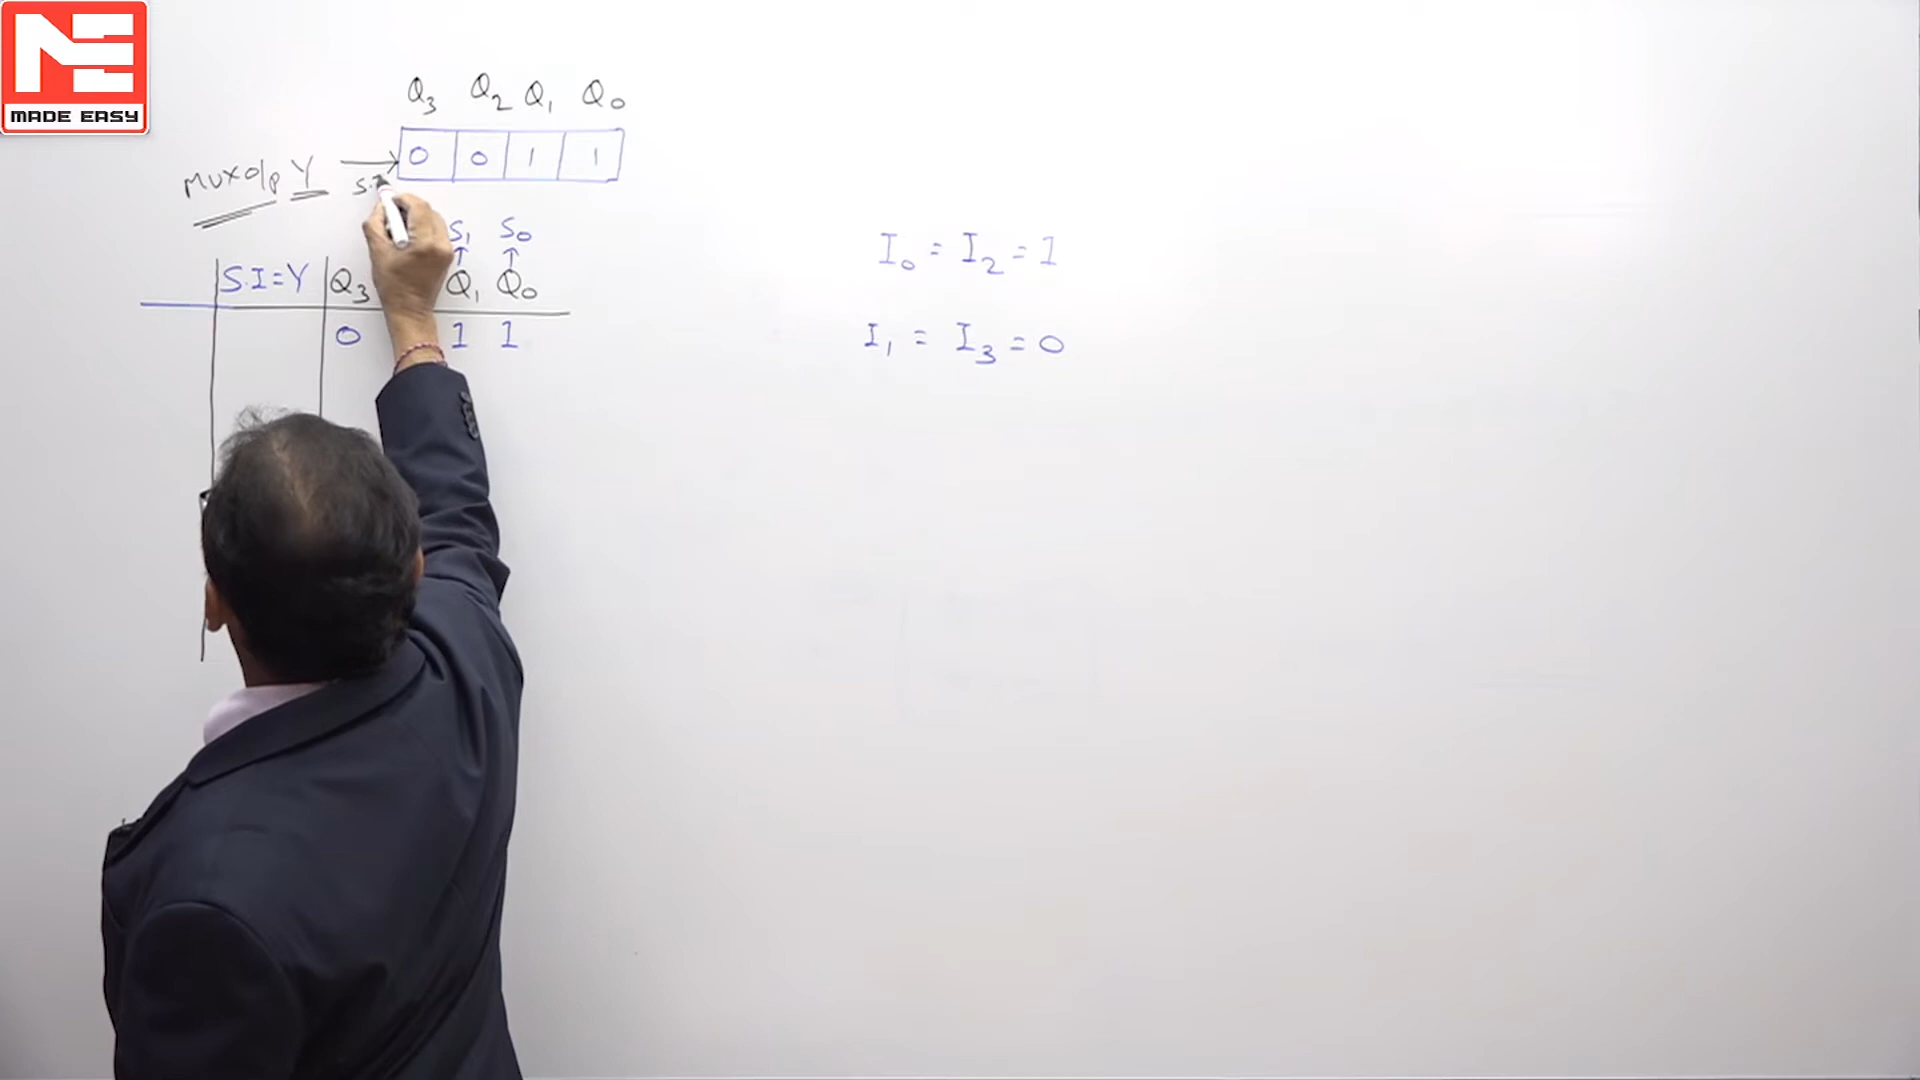 ME
MADE EASY
Q3 Q2 Q1 Q0
MUX o/p Y → 0 0 1 1
S.I
S1 S0
↑ ↑
S.I=Y Q3 Q1 Q0
0 1 1
I0 = I2 = 1
I1 = I3 = 0